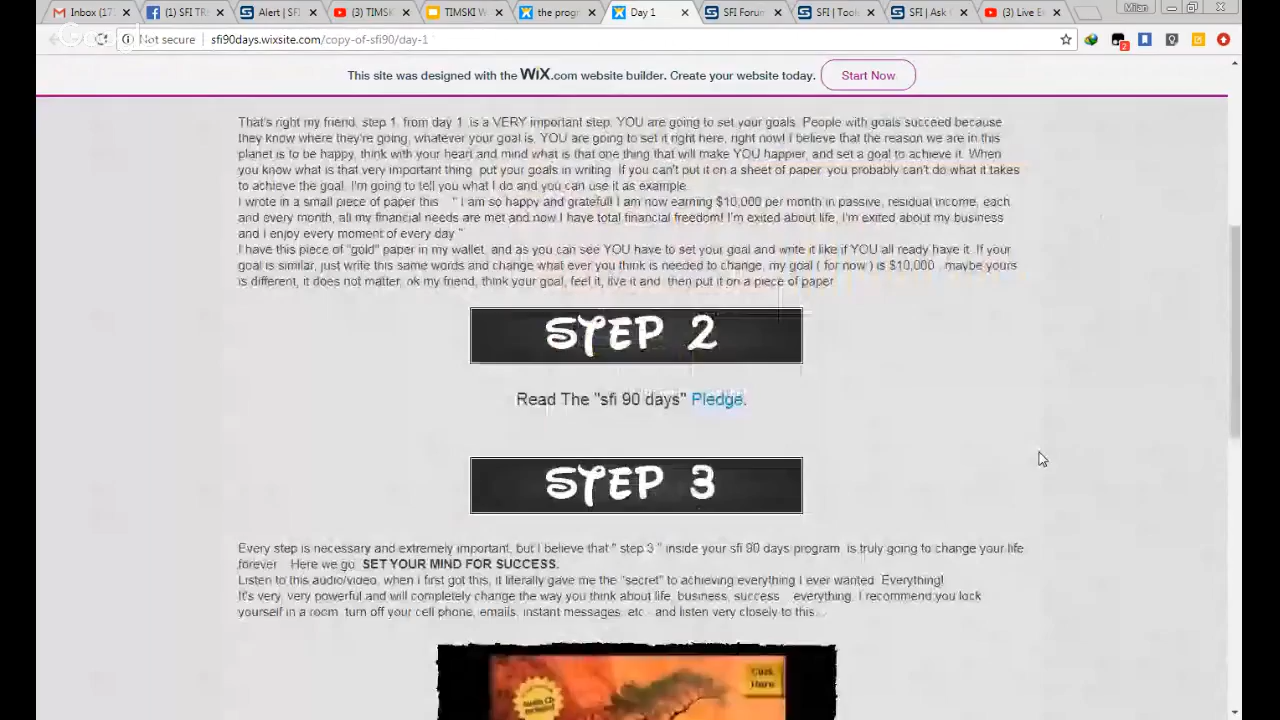 Inbox (17
(1) SFI TR
Alert | SFI
(3) TIMSK
TIMSKI W
the progr
Day 1
SFI Forum
SFI | Tools
SFI | Ask
(3) Live E
Milan
Not secure
sfi90days.wixsite.com/copy-of-sfi90/day-1
2
This site was designed with the WiX.com website builder. Create your website today.
Start Now
That's right my friend, step 1, from day 1 is a VERY important step. YOU are going to set your goals. People with goals succeed because
they know where they're going, whatever your goal is, YOU are going to set it right here, right now! I believe that the reason we are in this
planet is to be happy, think with your heart and mind what is that one thing that will make YOU happier, and set a goal to achieve it. When
you know what is that very important thing put your goals in writing. If you can't put it on a sheet of paper, you probably can't do what it takes
to achieve the goal. I'm going to tell you what I do and you can use it as example.
I wrote in a small piece of paper this " I am so happy and gratefull I am now earning $10,000 per month in passive, residual income, each
and every month, all my financial needs are met and now I have total financial freedom! I'm exited about life, I'm exited about my business
and I enjoy every moment of every day "
I have this piece of "gold" paper in my wallet, and as you can see YOU have to set your goal and write it like if YOU all ready have it. If your
goal is similar, just write this same words and change what ever you think is needed to change, my goal ( for now ) is $10,000 maybe yours
is different, it does not matter, ok my friend, think your goal, feel it, live it and then put it on a piece of paper
STEP 2
Read The "sfi 90 days" Pledge.
STEP 3
Every step is necessary and extremely important, but I believe that " step 3 " inside your sfi 90 days program is truly going to change your life
forever Here we go. SET YOUR MIND FOR SUCCESS.
Listen to this audio/video, when i first got this, it literally gave me the "secret" to achieving everything I ever wanted. Everything!
It's very, very powerful and will completely change the way you think about life, business, success everything. I recommend you lock
yourself in a room turn off your cell phone, emails, instant messages, etc and listen very closely to this...
Click
Here
Audio CD
Included